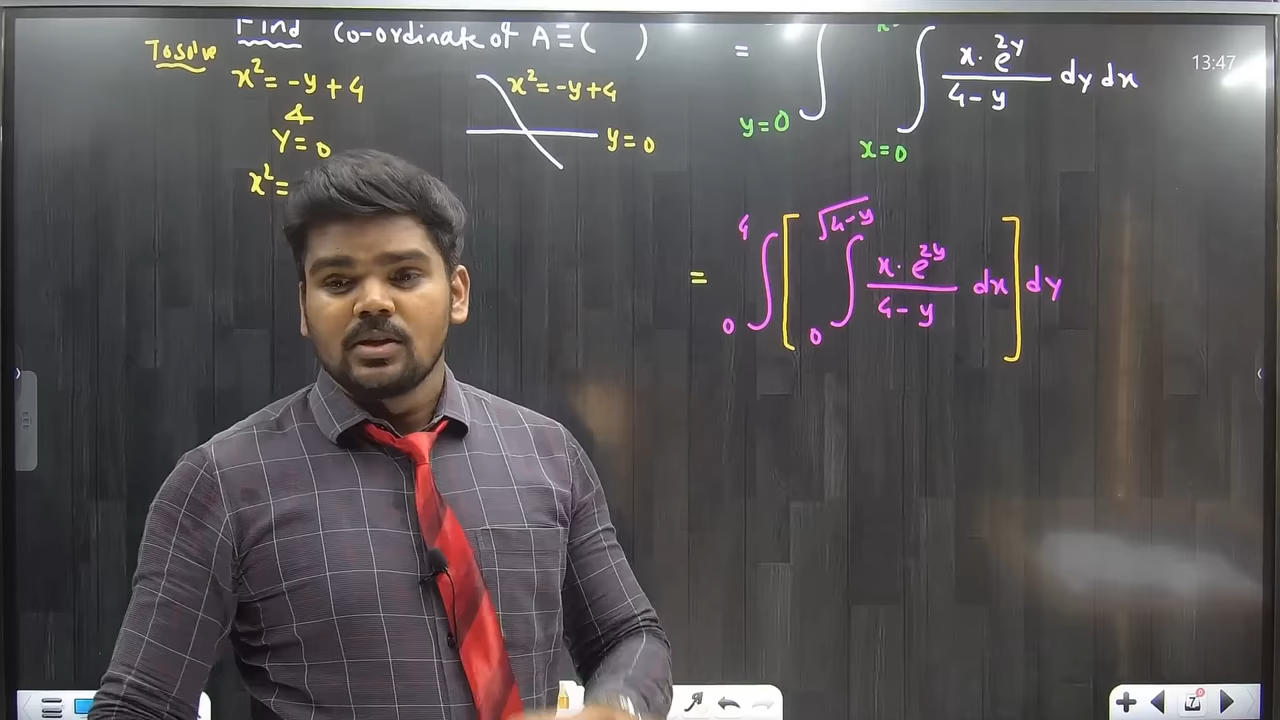 Find Co-ordinate of A≡( )
To solve
x² = -y + 4
&
y = 0
x² =
x² = -y + 4
y = 0
= ∫ ∫ x·e^{2y} / 4-y dy dx
y=0
x=0
= ∫₀⁴ [ ∫₀^{√4-y} x·e^{2y} / 4-y dx ] dy
13:47
7